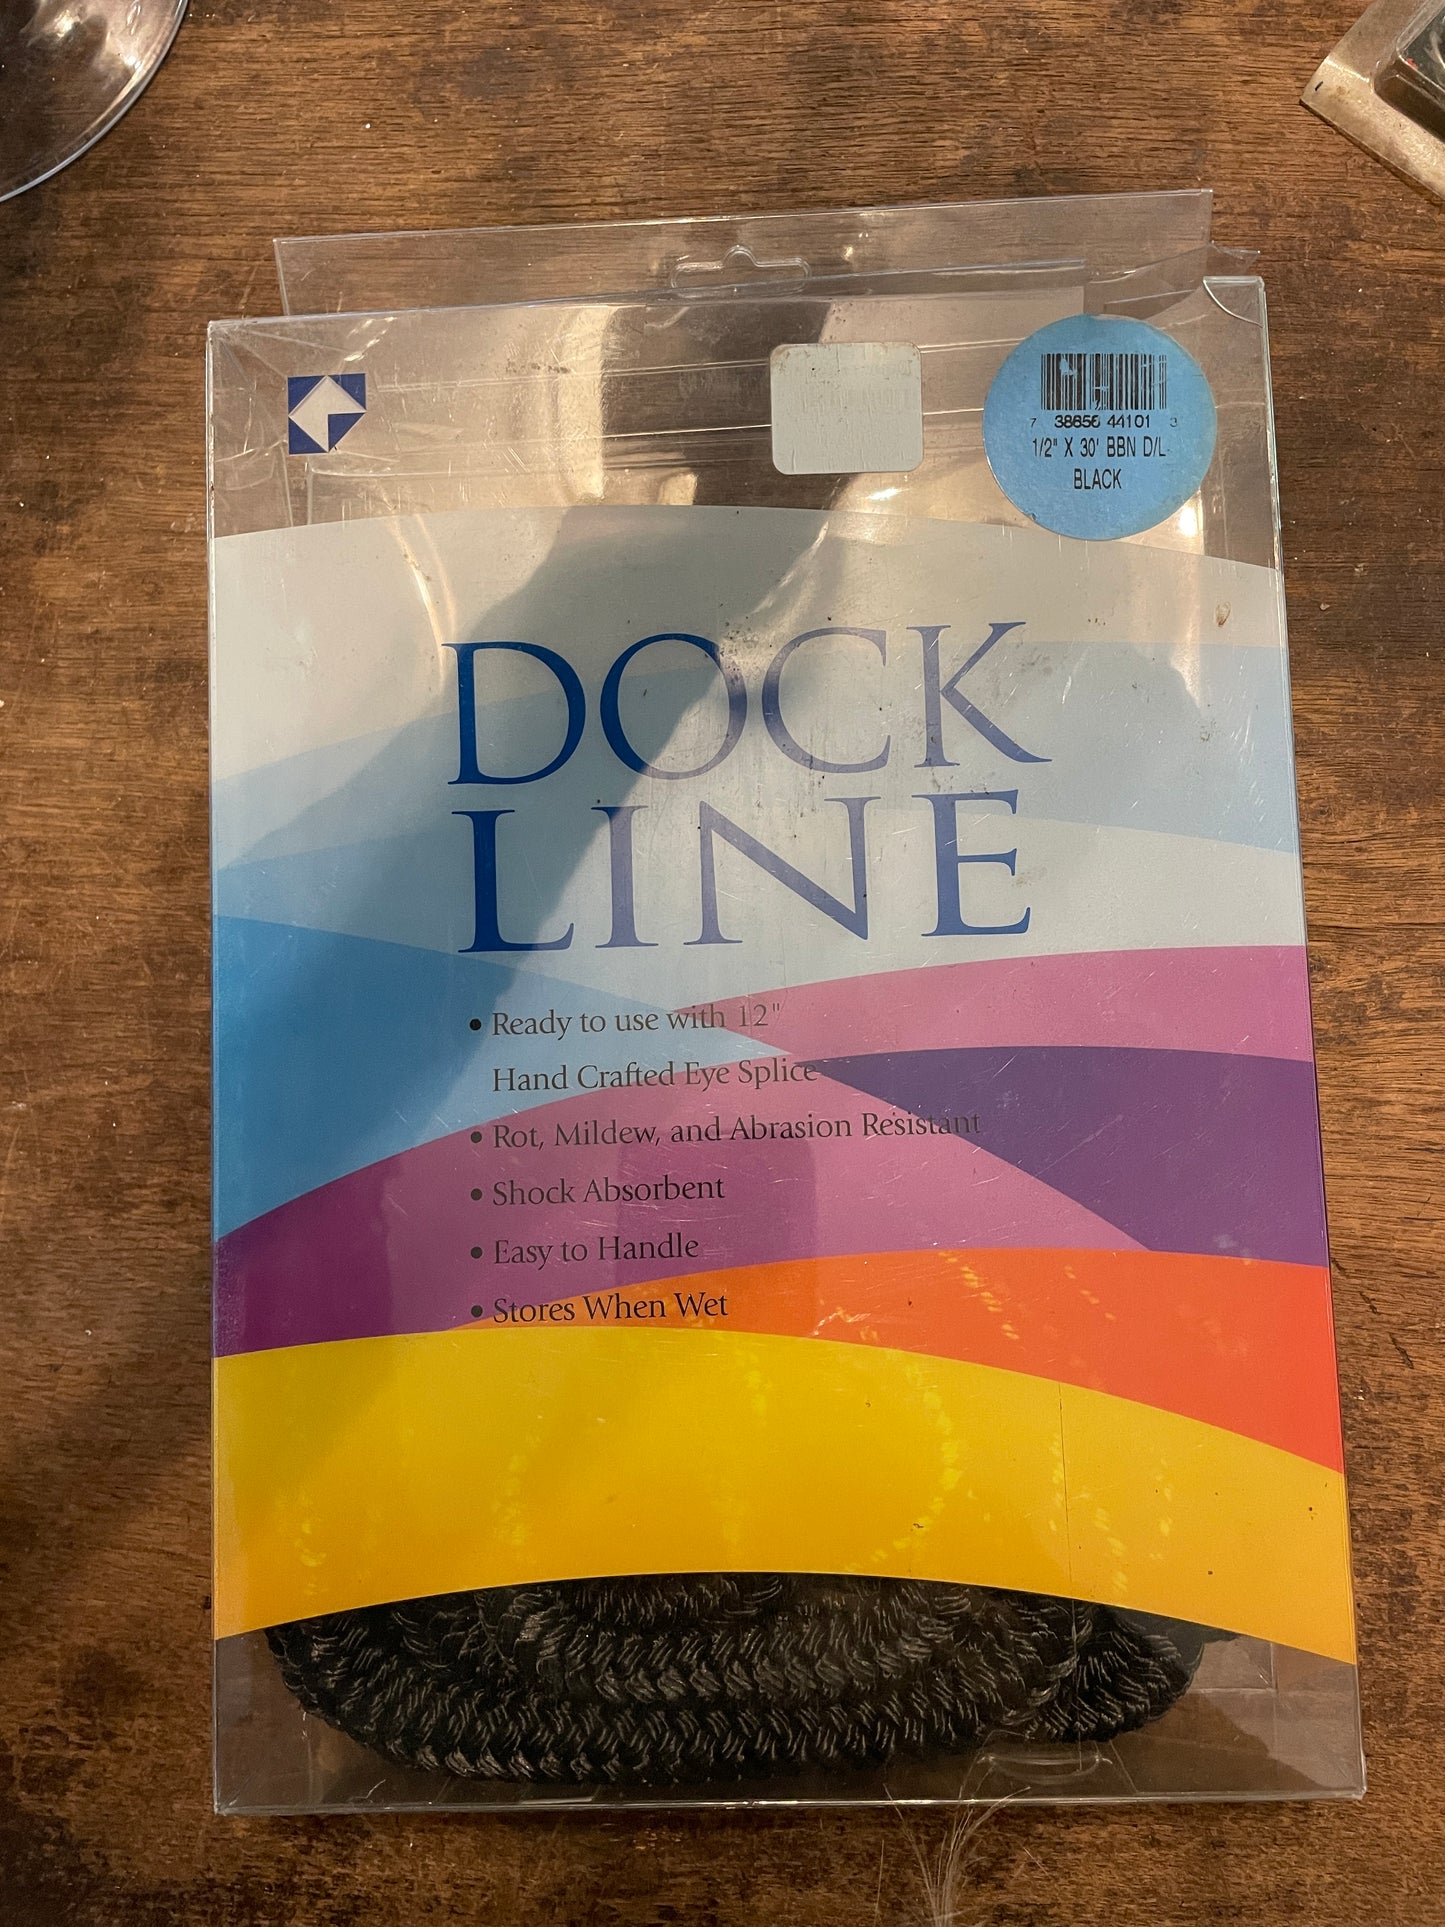 7 38656 44101 3
1/2" X 30' BBN D/L-
BLACK
DOCK
LINE
• Ready to use with 12"
Hand Crafted Eye Splice
• Rot, Mildew, and Abrasion Resistant
• Shock Absorbent
• Easy to Handle
• Stores When Wet